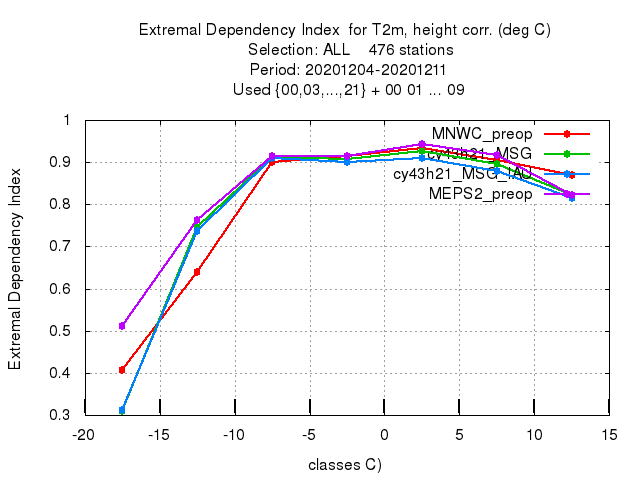 Extremal Dependency Index for T2m, height corr. (deg C)
Selection: ALL 476 stations
Period: 20201204-20201211
Used {00,03,...,21} + 00 01 ... 09
Extremal Dependency Index
1
0.9
0.8
0.7
0.6
0.5
0.4
0.3
MNWC_preop
cy43h21_MSG
cy43h21_MSG_IAU
MEPS2_preop
-20 -15 -10 -5 0 5 10 15
classes C)